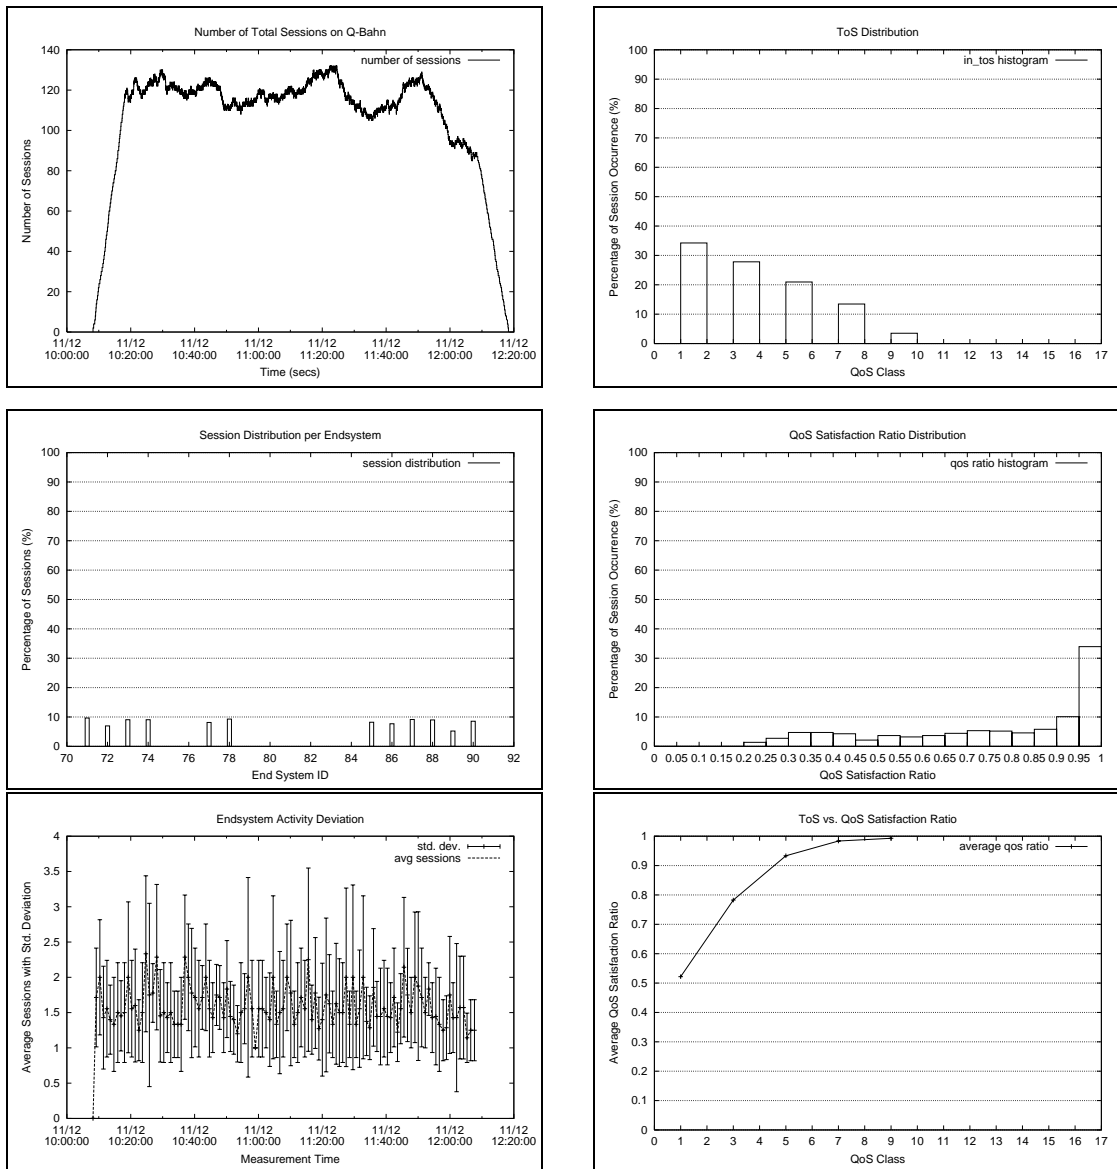 Number of Total Sessions on Q-Bahn
number of sessions
Number of Sessions
140
120
100
80
60
40
20
0
11/12 11/12 11/12 11/12 11/12 11/12 11/12 11/12
10:00:00 10:20:00 10:40:00 11:00:00 11:20:00 11:40:00 12:00:00 12:20:00
Time (secs)
ToS Distribution
in_tos histogram
Percentage of Session Occurrence (%)
100
90
80
70
60
50
40
30
20
10
0
0 1 2 3 4 5 6 7 8 9 10 11 12 13 14 15 16 17
QoS Class
Session Distribution per Endsystem
session distribution
Percentage of Sessions (%)
100
90
80
70
60
50
40
30
20
10
0
70 72 74 76 78 80 82 84 86 88 90 92
End System ID
QoS Satisfaction Ratio Distribution
qos ratio histogram
Percentage of Session Occurrence (%)
100
90
80
70
60
50
40
30
20
10
0
0 0.05 0.1 0.15 0.2 0.25 0.3 0.35 0.4 0.45 0.5 0.55 0.6 0.65 0.7 0.75 0.8 0.85 0.9 0.95 1
QoS Satisfaction Ratio
Endsystem Activity Deviation
std. dev.
avg sessions
Average Sessions with Std. Deviation
4
3.5
3
2.5
2
1.5
1
0.5
0
11/12 11/12 11/12 11/12 11/12 11/12 11/12 11/12
10:00:00 10:20:00 10:40:00 11:00:00 11:20:00 11:40:00 12:00:00 12:20:00
Measurement Time
ToS vs. QoS Satisfaction Ratio
average qos ratio
Average QoS Satisfaction Ratio
1
0.9
0.8
0.7
0.6
0.5
0.4
0.3
0.2
0.1
0
0 1 2 3 4 5 6 7 8 9 10 11 12 13 14 15 16 17
QoS Class